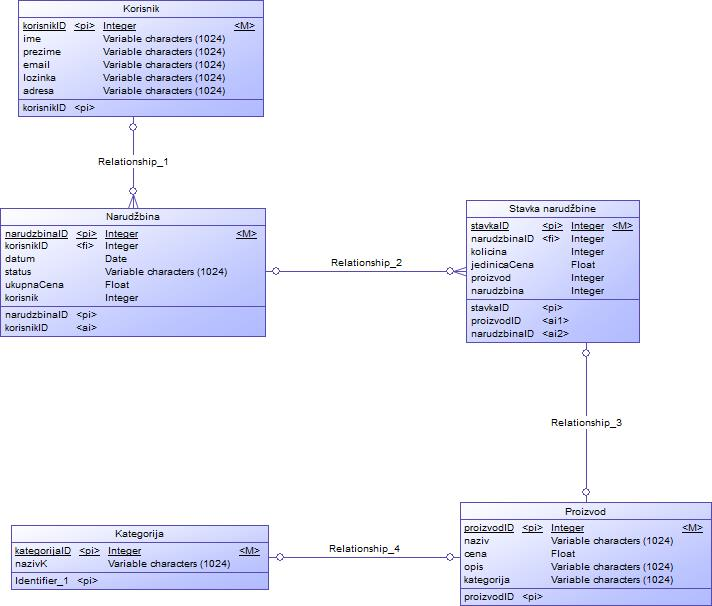 Korisnik
korisnikID <pi> Integer <M>
ime Variable characters (1024)
prezime Variable characters (1024)
email Variable characters (1024)
lozinka Variable characters (1024)
adresa Variable characters (1024)
korisnikID <pi>
Relationship_1
Narudžbina
narudzbinaID <pi> Integer <M>
korisnikID <fi> Integer
datum Date
status Variable characters (1024)
ukupnaCena Float
korisnik Integer
narudzbinaID <pi>
korisnikID <ai>
Relationship_2
Stavka narudžbine
stavkaID <pi> Integer <M>
narudzbinaID <fi> Integer
kolicina Integer
jedinicaCena Float
proizvod Integer
narudzbina Integer
stavkaID <pi>
proizvodID <ai1>
narudzbinaID <ai2>
Relationship_3
Kategorija
kategorijaID <pi> Integer <M>
nazivK Variable characters (1024)
Identifier_1 <pi>
Relationship_4
Proizvod
proizvodID <pi> Integer <M>
naziv Variable characters (1024)
cena Float
opis Variable characters (1024)
kategorija Variable characters (1024)
proizvodID <pi>